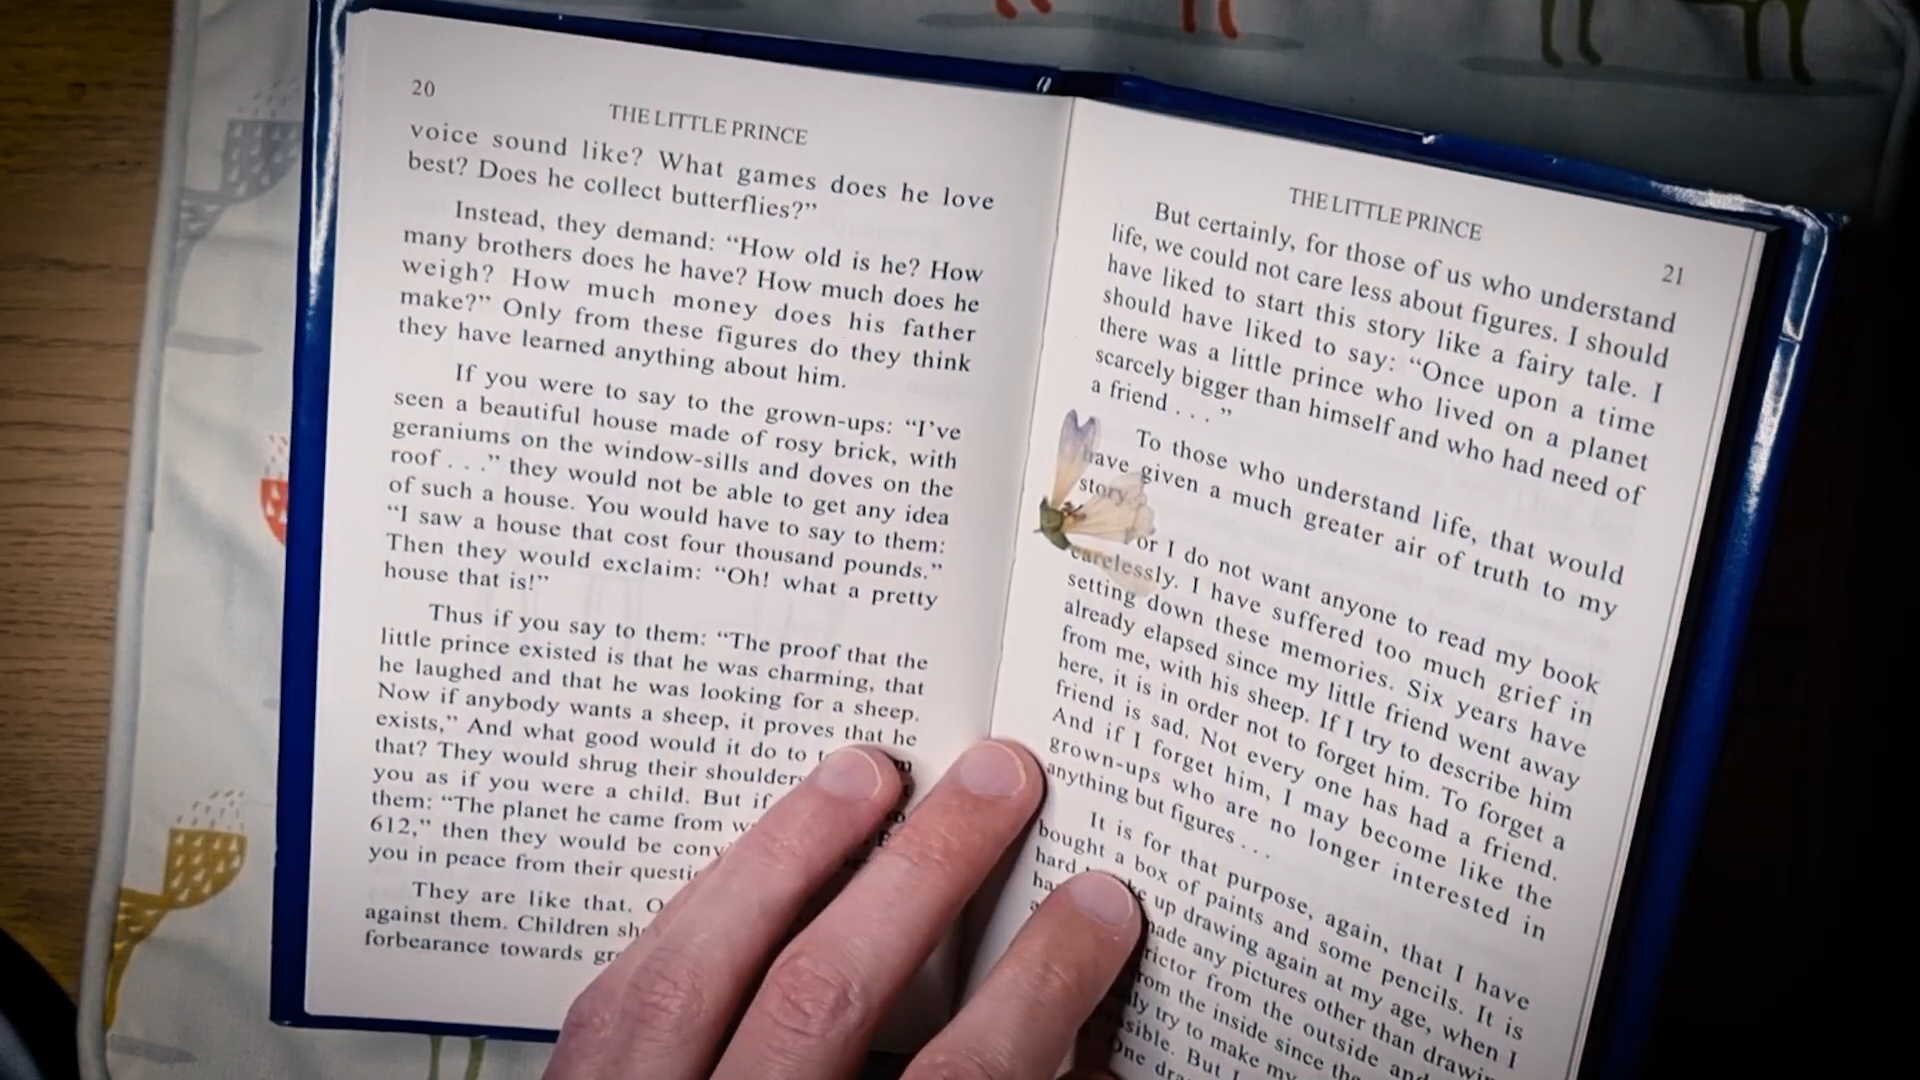 20
THE LITTLE PRINCE
voice sound like? What games does he love
best? Does he collect butterflies?”
Instead, they demand: “How old is he? How
many brothers does he have? How much does he
weigh? How much money does his father
make?” Only from these figures do they think
they have learned anything about him.
If you were to say to the grown-ups: “I’ve
seen a beautiful house made of rosy brick, with
geraniums on the window-sills and doves on the
roof . . .” they would not be able to get any idea
of such a house. You would have to say to them:
“I saw a house that cost four thousand pounds.”
Then they would exclaim: “Oh! what a pretty
house that is!”
Thus if you say to them: “The proof that the
little prince existed is that he was charming, that
he laughed and that he was looking for a sheep.
Now if anybody wants a sheep, it proves that he
exists,” And what good would it do to
that? They would shrug their shoulders
you as if you were a child. But if
them: “The planet he came from
612,” then they would be
you in peace from their
They are like that.
against them. Children
forbearance towards
THE LITTLE PRINCE
21
But certainly, for those of us who understand
life, we could not care less about figures. I should
have liked to start this story like a fairy tale. I
should have liked to say: “Once upon a time
there was a little prince who lived on a planet
scarcely bigger than himself and who had need of
a friend . . . ”
To those who understand life, that would
have given a much greater air of truth to my
story.
or I do not want anyone to read my book
carelessly. I have suffered too much grief in
setting down these memories. Six years have
already elapsed since my little friend went away
from me, with his sheep. If I try to describe him
here, it is in order not to forget him. To forget a
friend is sad. Not every one has had a friend.
And if I forget him, I may become like the
grown-ups who are no longer interested in
anything but figures . . .
It is for that purpose, again, that I have
bought a box of paints and some pencils. It is
hard up drawing again at my age, when I
made any pictures other than
from the outside and
from the inside since the
try to make my
But I
One